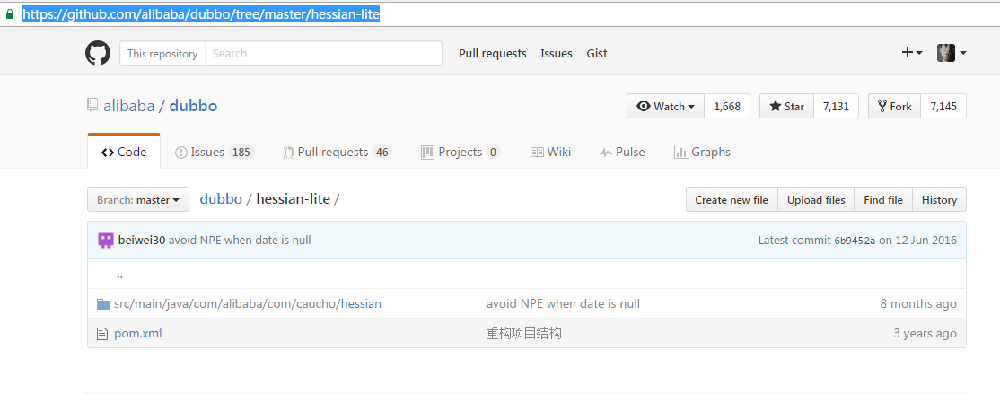 https://github.com/alibaba/dubbo/tree/master/hessian-lite
This repository Search Pull requests Issues Gist
alibaba / dubbo Watch 1,668 Star 7,131 Fork 7,145
Code Issues 185 Pull requests 46 Projects 0 Wiki Pulse Graphs
Branch: master dubbo / hessian-lite / Create new file Upload files Find file History
beiwei30 avoid NPE when date is null Latest commit 6b9452a on 12 Jun 2016
..
src/main/java/com/alibaba/com/caucho/hessian avoid NPE when date is null 8 months ago
pom.xml 重构项目结构 3 years ago